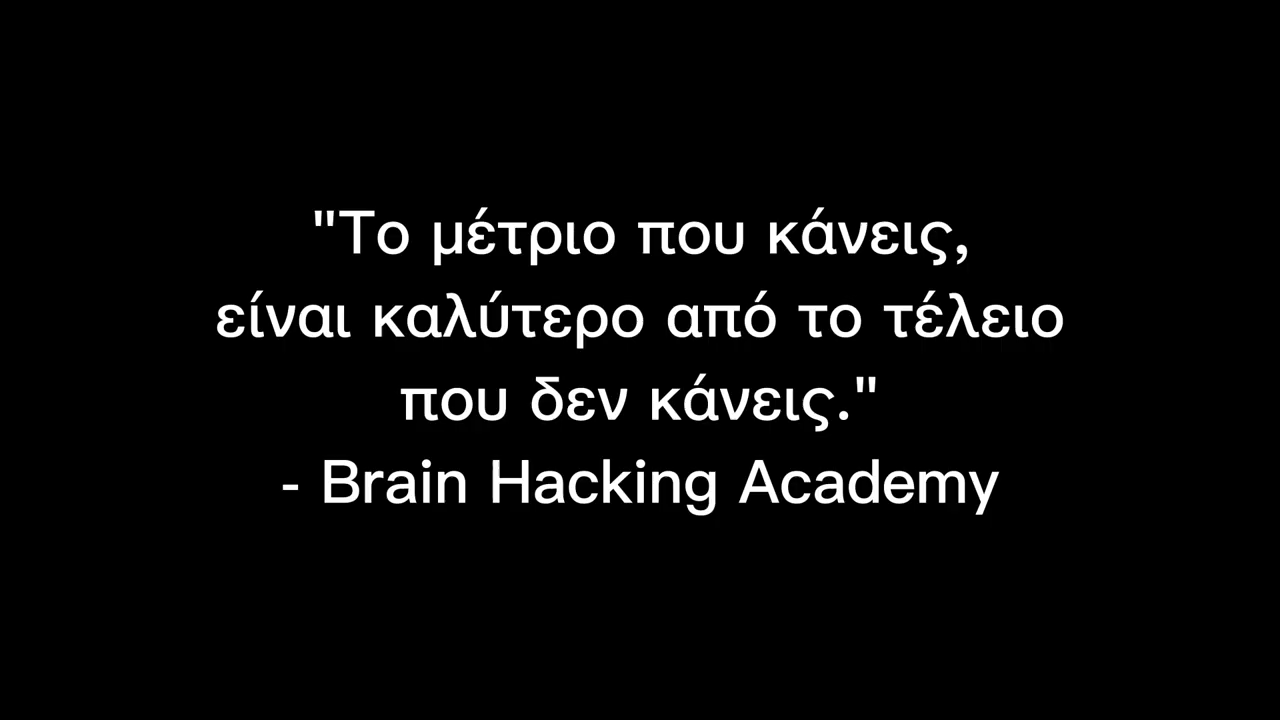 "Το μέτριο που κάνεις,
είναι καλύτερο από το τέλειο
που δεν κάνεις."
- Brain Hacking Academy